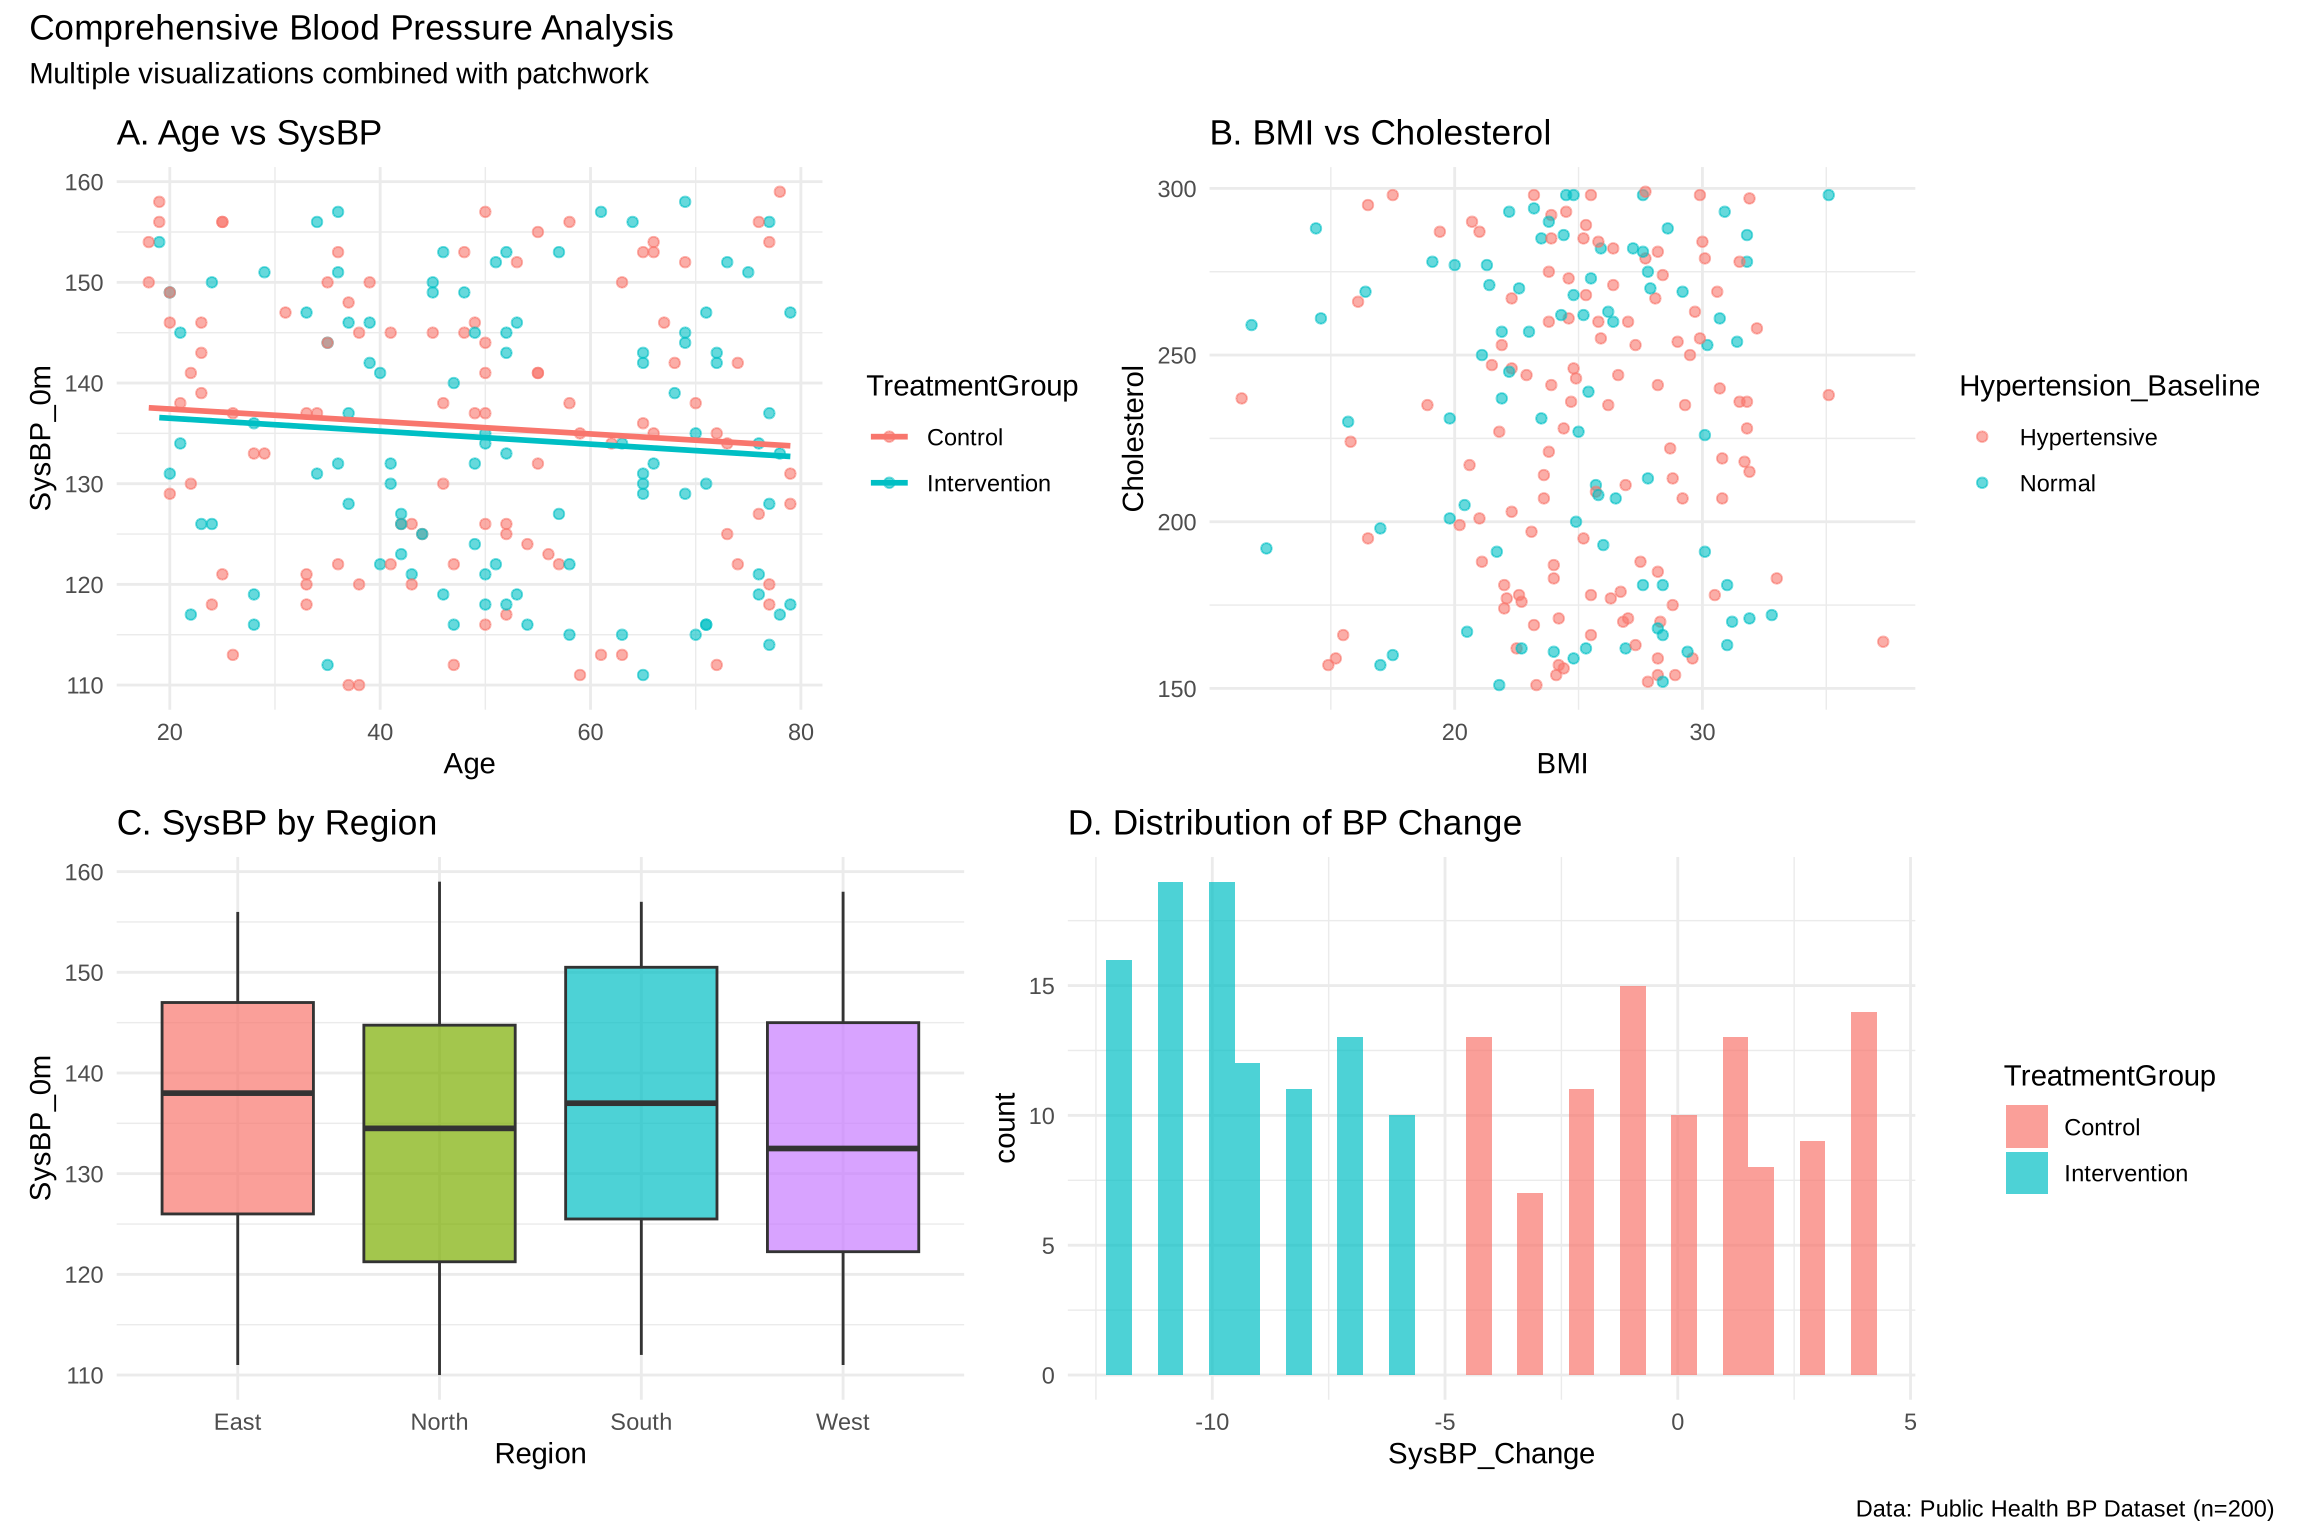 Comprehensive Blood Pressure Analysis
Multiple visualizations combined with patchwork
A. Age vs SysBP
160
150
140
130
120
110
SysBP_0m
20 40 60 80
Age
TreatmentGroup
Control
Intervention
B. BMI vs Cholesterol
300
250
200
150
Cholesterol
20 30
BMI
Hypertension_Baseline
Hypertensive
Normal
C. SysBP by Region
160
150
140
130
120
110
SysBP_0m
East North South West
Region
D. Distribution of BP Change
15
10
5
0
count
-10 -5 0 5
SysBP_Change
TreatmentGroup
Control
Intervention
Data: Public Health BP Dataset (n=200)